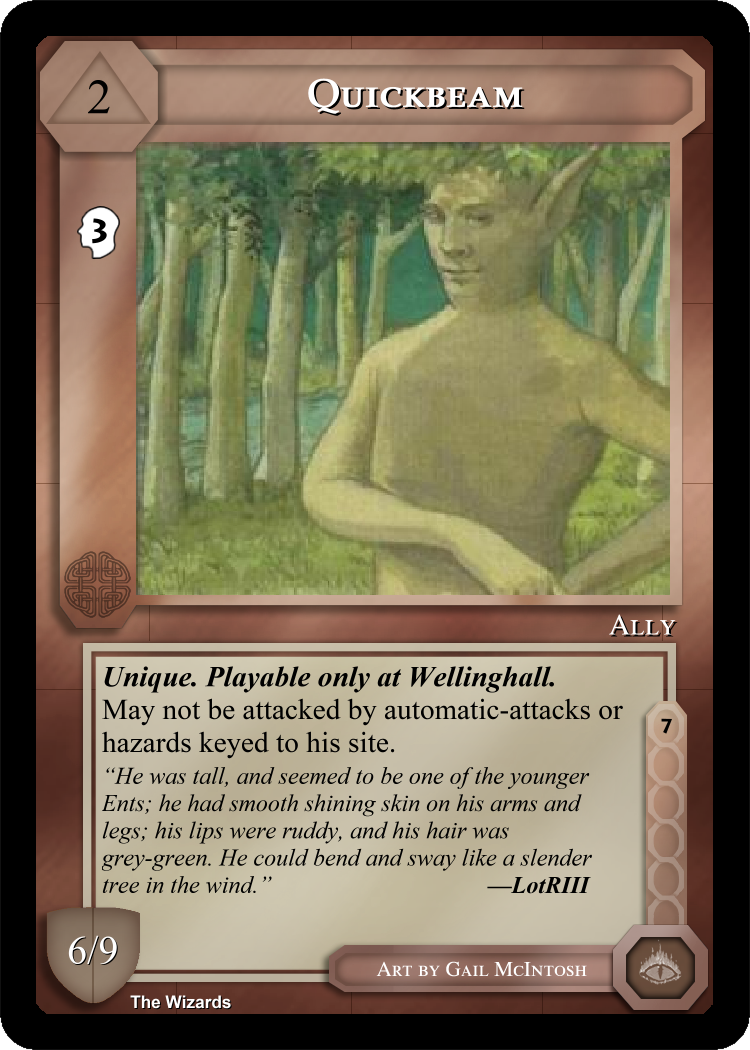 2
Quickbeam
3
Ally
Unique. Playable only at Wellinghall.
May not be attacked by automatic-attacks or
hazards keyed to his site.
7
“He was tall, and seemed to be one of the younger
Ents; he had smooth shining skin on his arms and
legs; his lips were ruddy, and his hair was
grey-green. He could bend and sway like a slender
tree in the wind.” —LotRIII
6/9
Art by Gail McIntosh
The Wizards